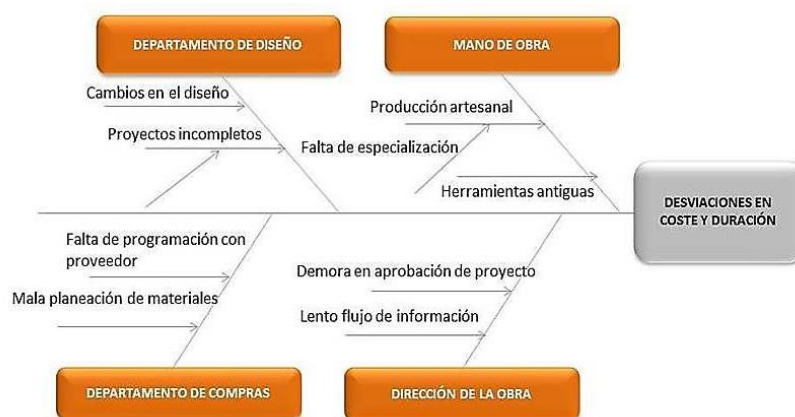 DEPARTAMENTO DE DISEÑO
MANO DE OBRA
Cambios en el diseño
Proyectos incompletos
Producción artesanal
Falta de especialización
Herramientas antiguas
DESVIACIONES EN
COSTE Y DURACIÓN
Falta de programación con
proveedor
Mala planeación de materiales
Demora en aprobación de proyecto
Lento flujo de información
DEPARTAMENTO DE COMPRAS
DIRECCIÓN DE LA OBRA